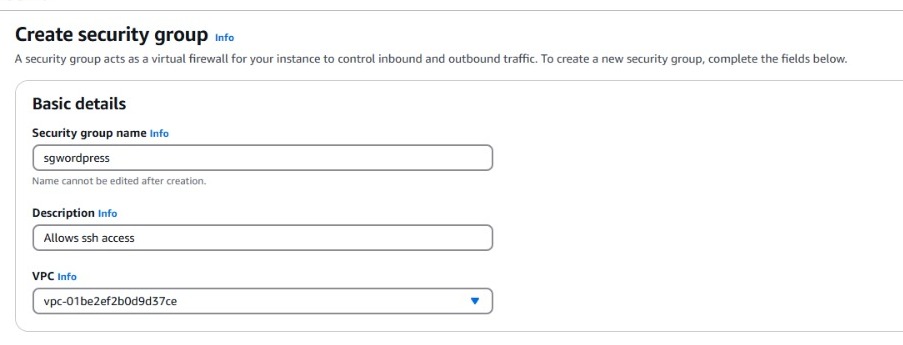 Create security group Info
A security group acts as a virtual firewall for your instance to control inbound and outbound traffic. To create a new security group, complete the fields below.
Basic details
Security group name Info
sgwordpress
Name cannot be edited after creation.
Description Info
Allows ssh access
VPC Info
vpc-01be2ef2b0d9d37ce